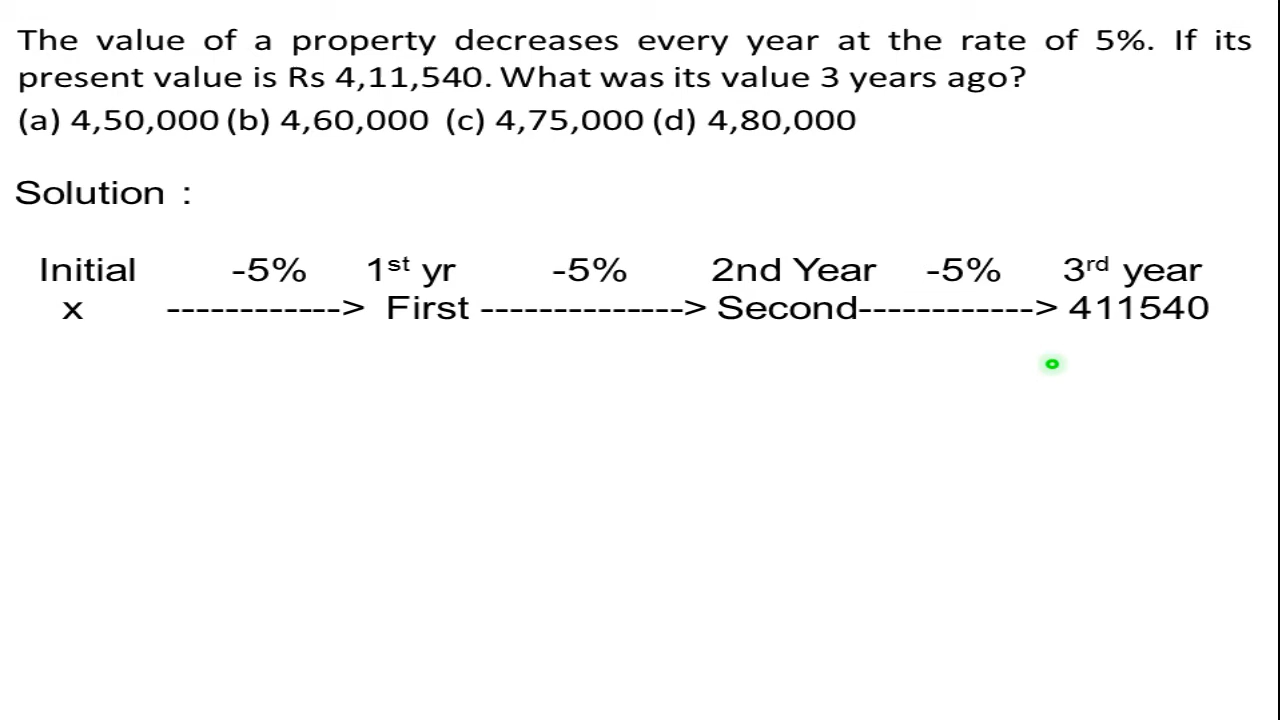 The value of a property decreases every year at the rate of 5%. If its
present value is Rs 4,11,540. What was its value 3 years ago?
(a) 4,50,000 (b) 4,60,000 (c) 4,75,000 (d) 4,80,000
Solution :
Initial -5% 1st yr -5% 2nd Year -5% 3rd year
x ------------> First --------------> Second------------> 411540